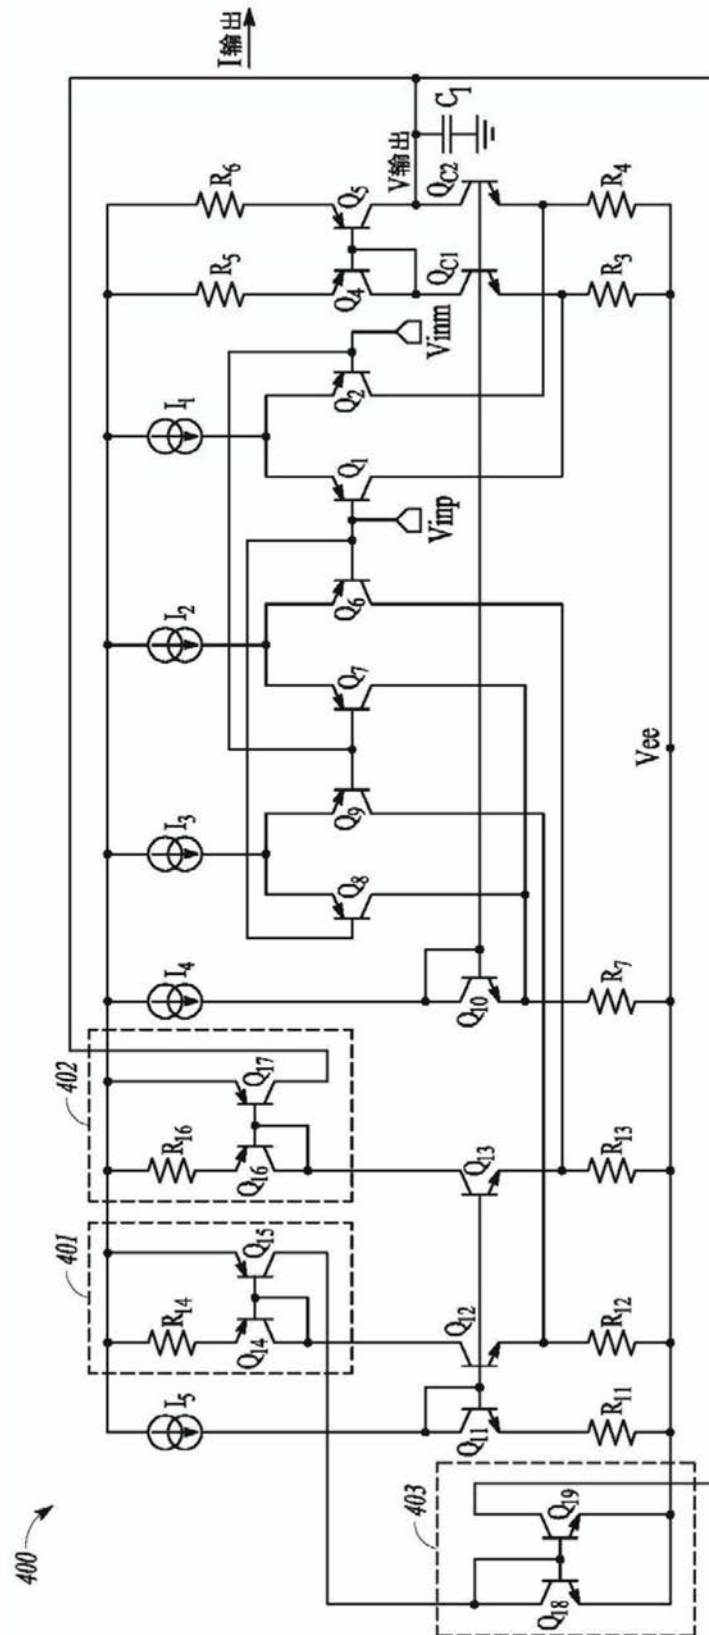 400
401
402
403
I5
I4
I3
I2
I1
I输出
R14
R16
R5
R6
Q14
Q15
Q16
Q17
Q8
Q9
Q7
Q6
Q1
Q2
Q4
Q5
Vinp
Vinm
V输出
C1
Q11
Q12
Q13
Q10
QC1
QC2
Q18
Q19
R11
R12
R13
R7
R3
R4
Vee